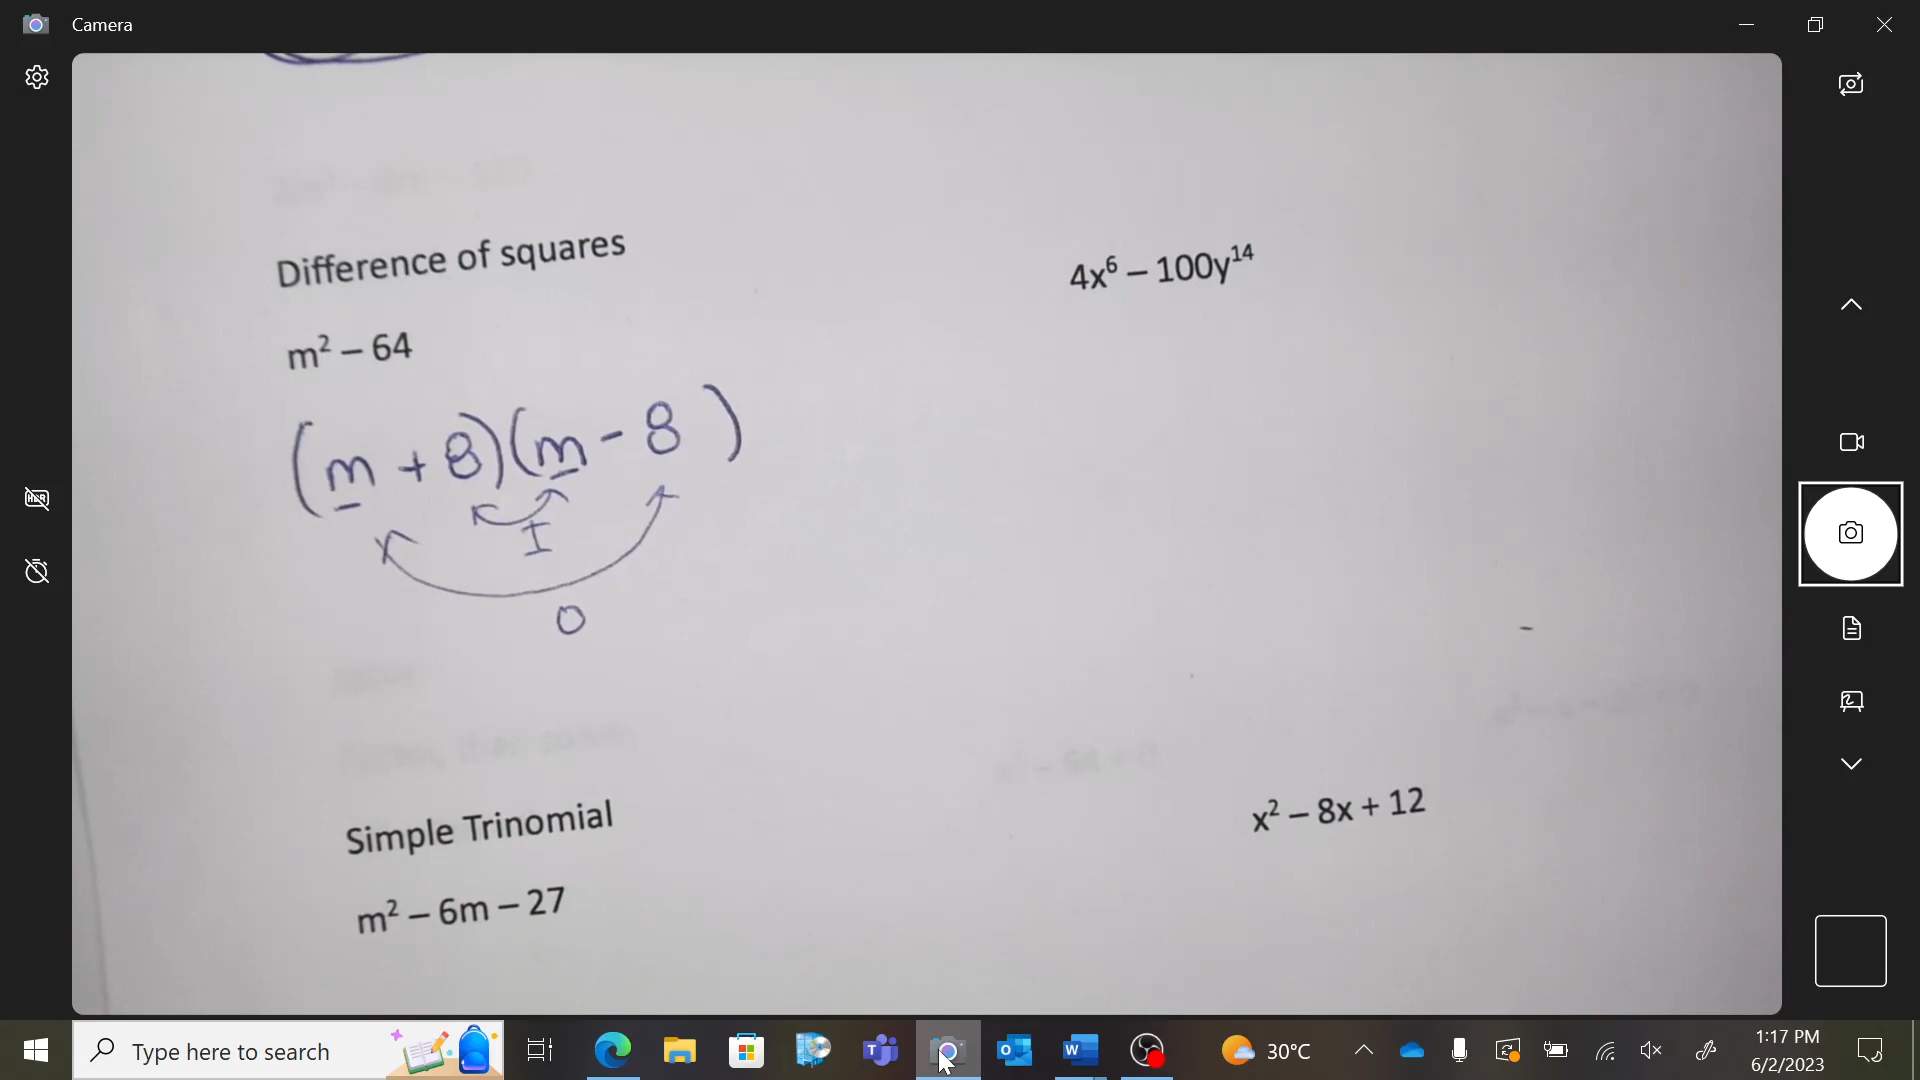 Camera
Difference of squares
4x⁶ – 100y¹⁴
m² – 64
(m + 8)(m - 8)
I
O
Simple Trinomial
x² – 8x + 12
m² – 6m – 27
Type here to search
30°C
1:17 PM
6/2/2023